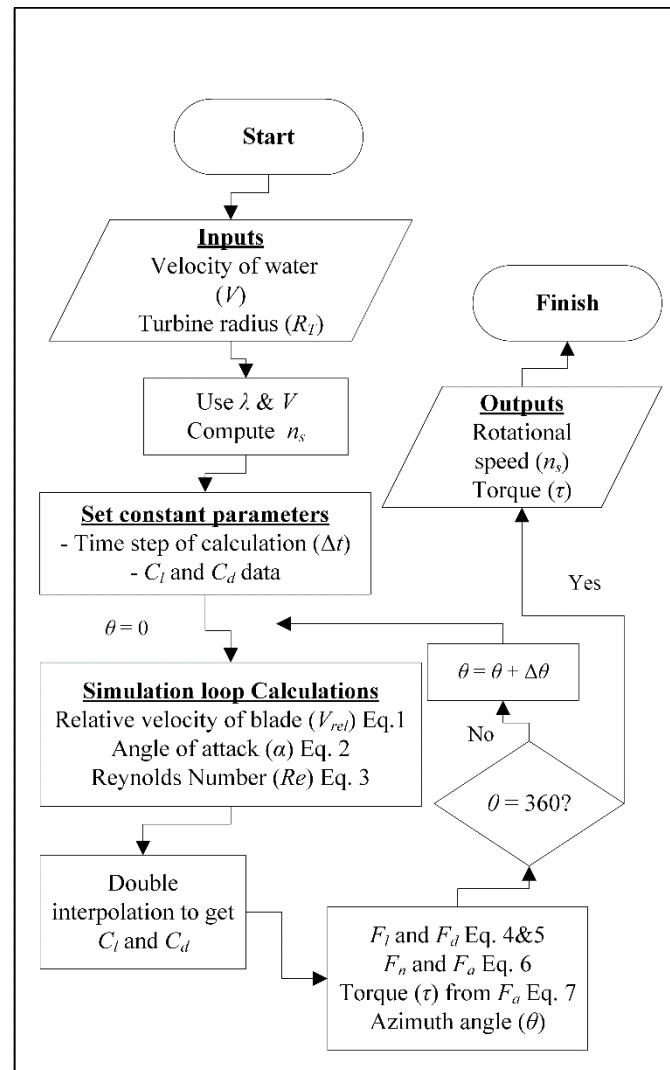 Start
Inputs
Velocity of water
(V)
Turbine radius (R_T)
Use λ & V
Compute n_s
Set constant parameters
- Time step of calculation (Δt)
- C_l and C_d data
θ = 0
Simulation loop Calculations
Relative velocity of blade (V_rel) Eq.1
Angle of attack (α) Eq. 2
Reynolds Number (Re) Eq. 3
Double
interpolation to get
C_l and C_d
F_l and F_d Eq. 4&5
F_n and F_a Eq. 6
Torque (τ) from F_a Eq. 7
Azimuth angle (θ)
θ = 360?
No
θ = θ + Δθ
Yes
Outputs
Rotational
speed (n_s)
Torque (τ)
Finish